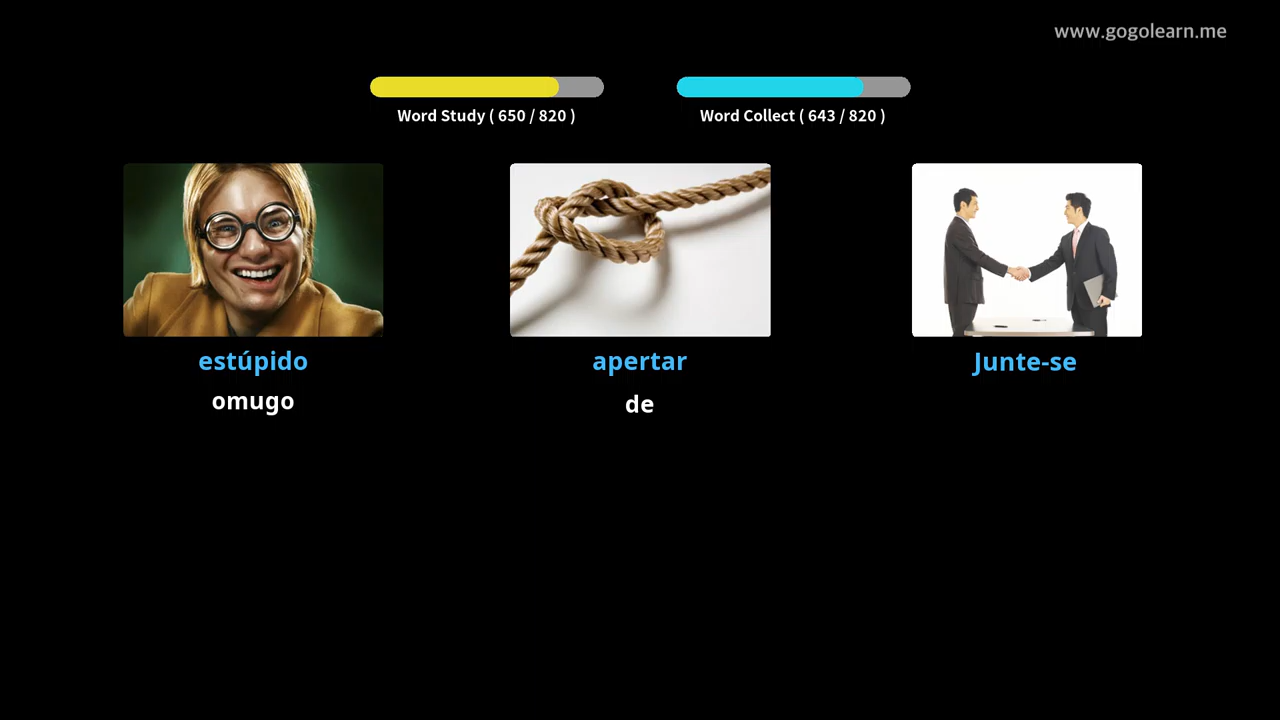 www.gogolearn.me
Word Study ( 650 / 820 )
Word Collect ( 643 / 820 )
estúpido
omugo
apertar
de
Junte-se